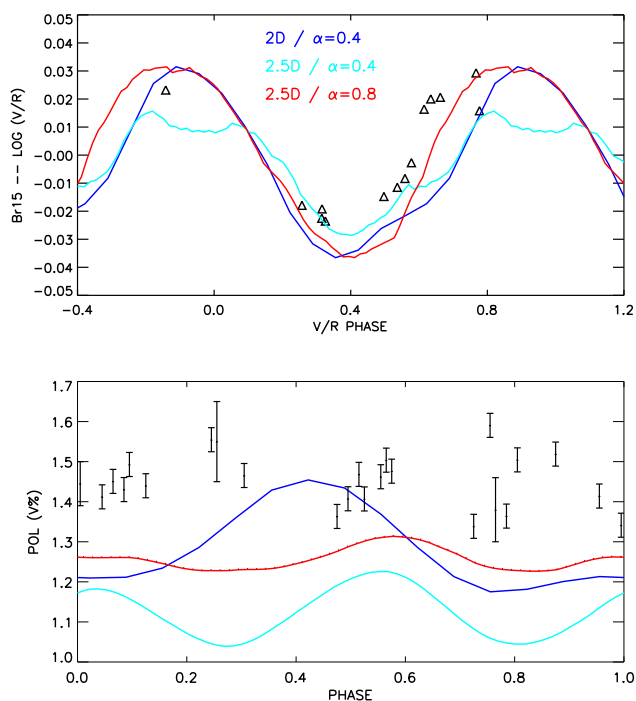 0.05
0.03
0.02
0.01
-0.00
-0.01
-0.02
-0.03
-0.04
-0.05
Br15 -- LOG (V/R)
2D / α=0.4
2.5D / α=0.4
2.5D / α=0.8
-0.4 0.0 0.4 0.8 1.2
V/R PHASE
1.7
1.6
1.5
1.4
1.3
1.2
1.1
1.0
POL (V%)
0.0 0.2 0.4 0.6 0.8 1.0
PHASE